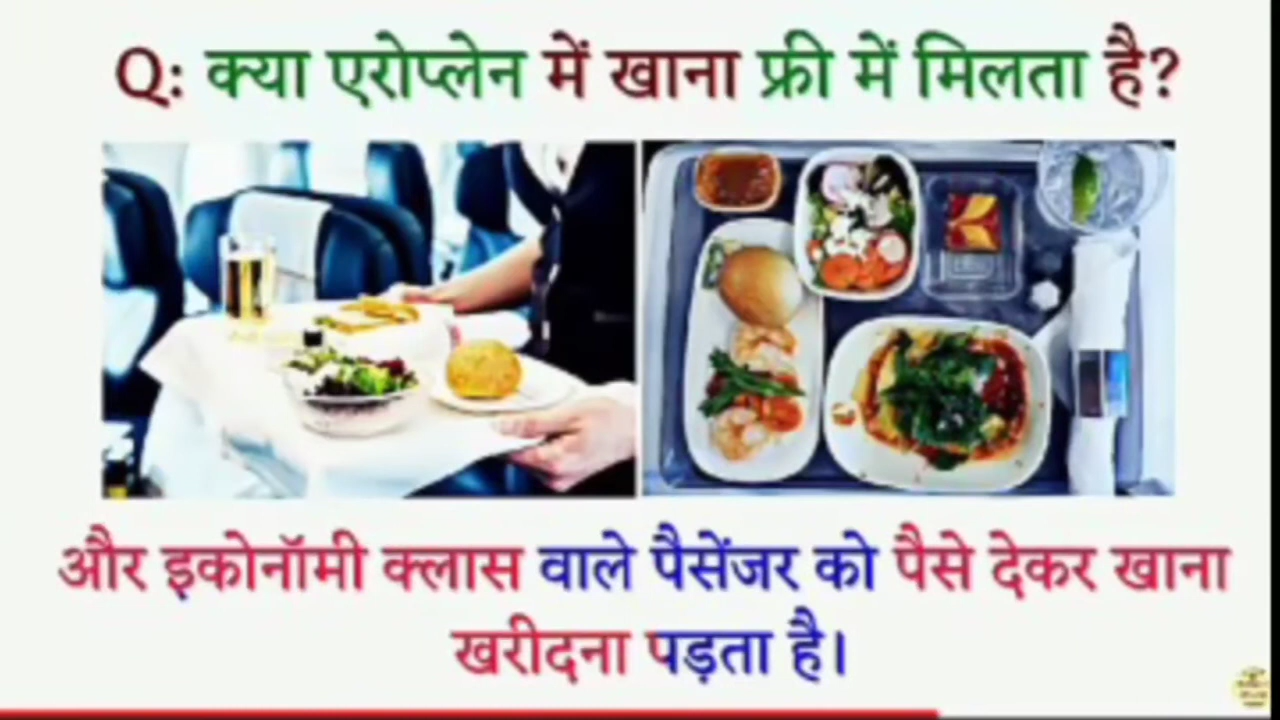 Q: क्या एरोप्लेन में खाना फ्री में मिलता है?
और इकोनॉमी क्लास वाले पैसेंजर को पैसे देकर खाना
खरीदना पड़ता है।